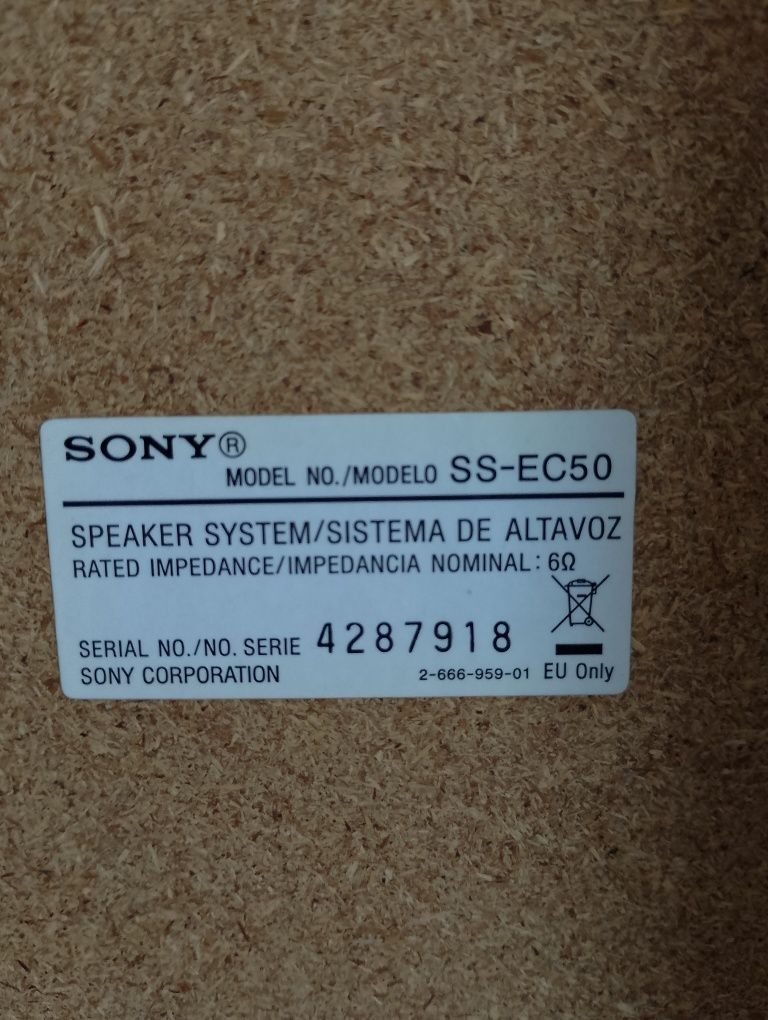 SONY®
MODEL NO./MODELO SS-EC50
SPEAKER SYSTEM/SISTEMA DE ALTAVOZ
RATED IMPEDANCE/IMPEDANCIA NOMINAL: 6Ω
SERIAL NO./NO. SERIE 4287918
SONY CORPORATION 2-666-959-01 EU Only